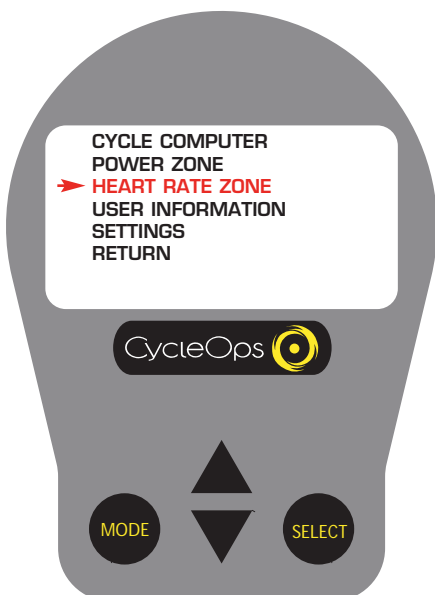 CYCLE COMPUTER
POWER ZONE
HEART RATE ZONE
USER INFORMATION
SETTINGS
RETURN
CycleOps
MODE
SELECT